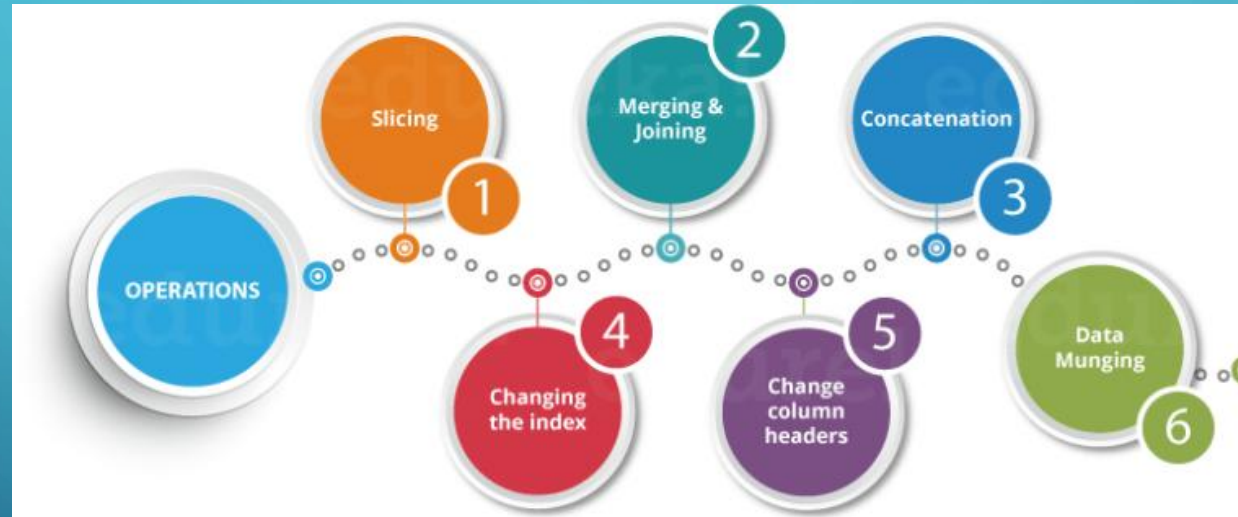 OPERATIONS
Slicing
1
Merging &
Joining
2
Concatenation
3
Changing
the index
4
Change
column
headers
5
Data
Munging
6